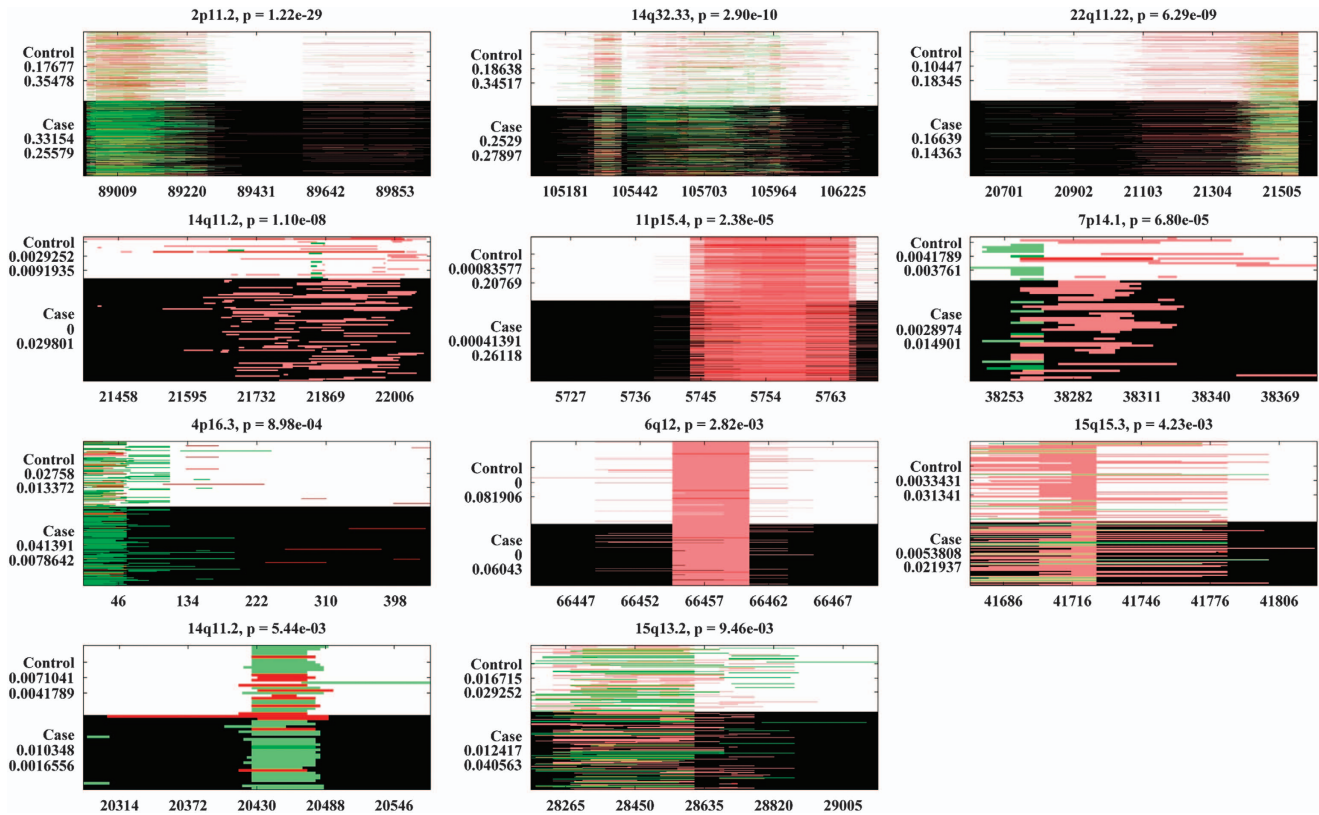 2p11.2, p = 1.22e-29
Control
0.17677
0.35478
Case
0.33154
0.25579
89009 89220 89431 89642 89853
14q32.33, p = 2.90e-10
Control
0.18638
0.34517
Case
0.2529
0.27897
105181 105442 105703 105964 106225
22q11.22, p = 6.29e-09
Control
0.10447
0.18345
Case
0.16639
0.14363
20701 20902 21103 21304 21505
14q11.2, p = 1.10e-08
Control
0.0029252
0.0091935
Case
0
0.029801
21458 21595 21732 21869 22006
11p15.4, p = 2.38e-05
Control
0.00083577
0.20769
Case
0.00041391
0.26118
5727 5736 5745 5754 5763
7p14.1, p = 6.80e-05
Control
0.0041789
0.003761
Case
0.0028974
0.014901
38253 38282 38311 38340 38369
4p16.3, p = 8.98e-04
Control
0.02758
0.013372
Case
0.041391
0.0078642
46 134 222 310 398
6q12, p = 2.82e-03
Control
0
0.081906
Case
0
0.06043
66447 66452 66457 66462 66467
15q15.3, p = 4.23e-03
Control
0.0033431
0.031341
Case
0.0053808
0.021937
41686 41716 41746 41776 41806
14q11.2, p = 5.44e-03
Control
0.0071041
0.0041789
Case
0.010348
0.0016556
20314 20372 20430 20488 20546
15q13.2, p = 9.46e-03
Control
0.016715
0.029252
Case
0.012417
0.040563
28265 28450 28635 28820 29005